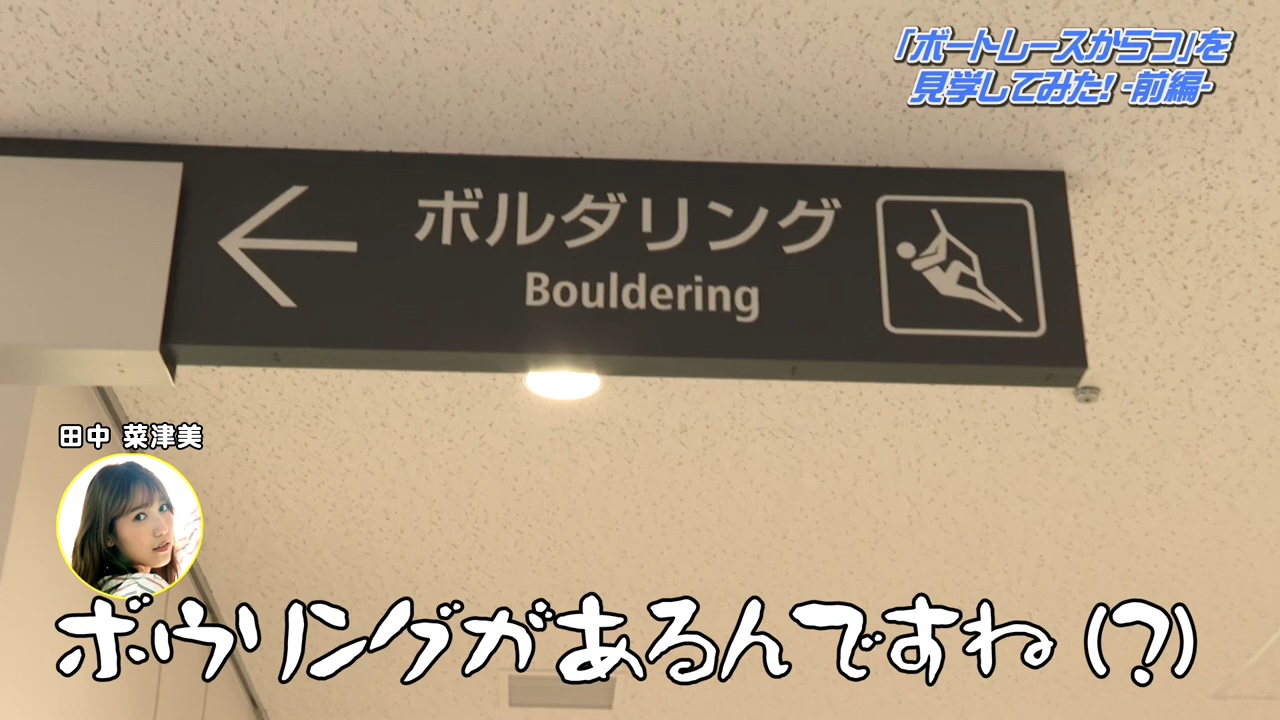 「ボートレースからつ」を
見学してみた! -前編-
ボルダリング
Bouldering
田中 菜津美
ボウリングがあるんですね(?)